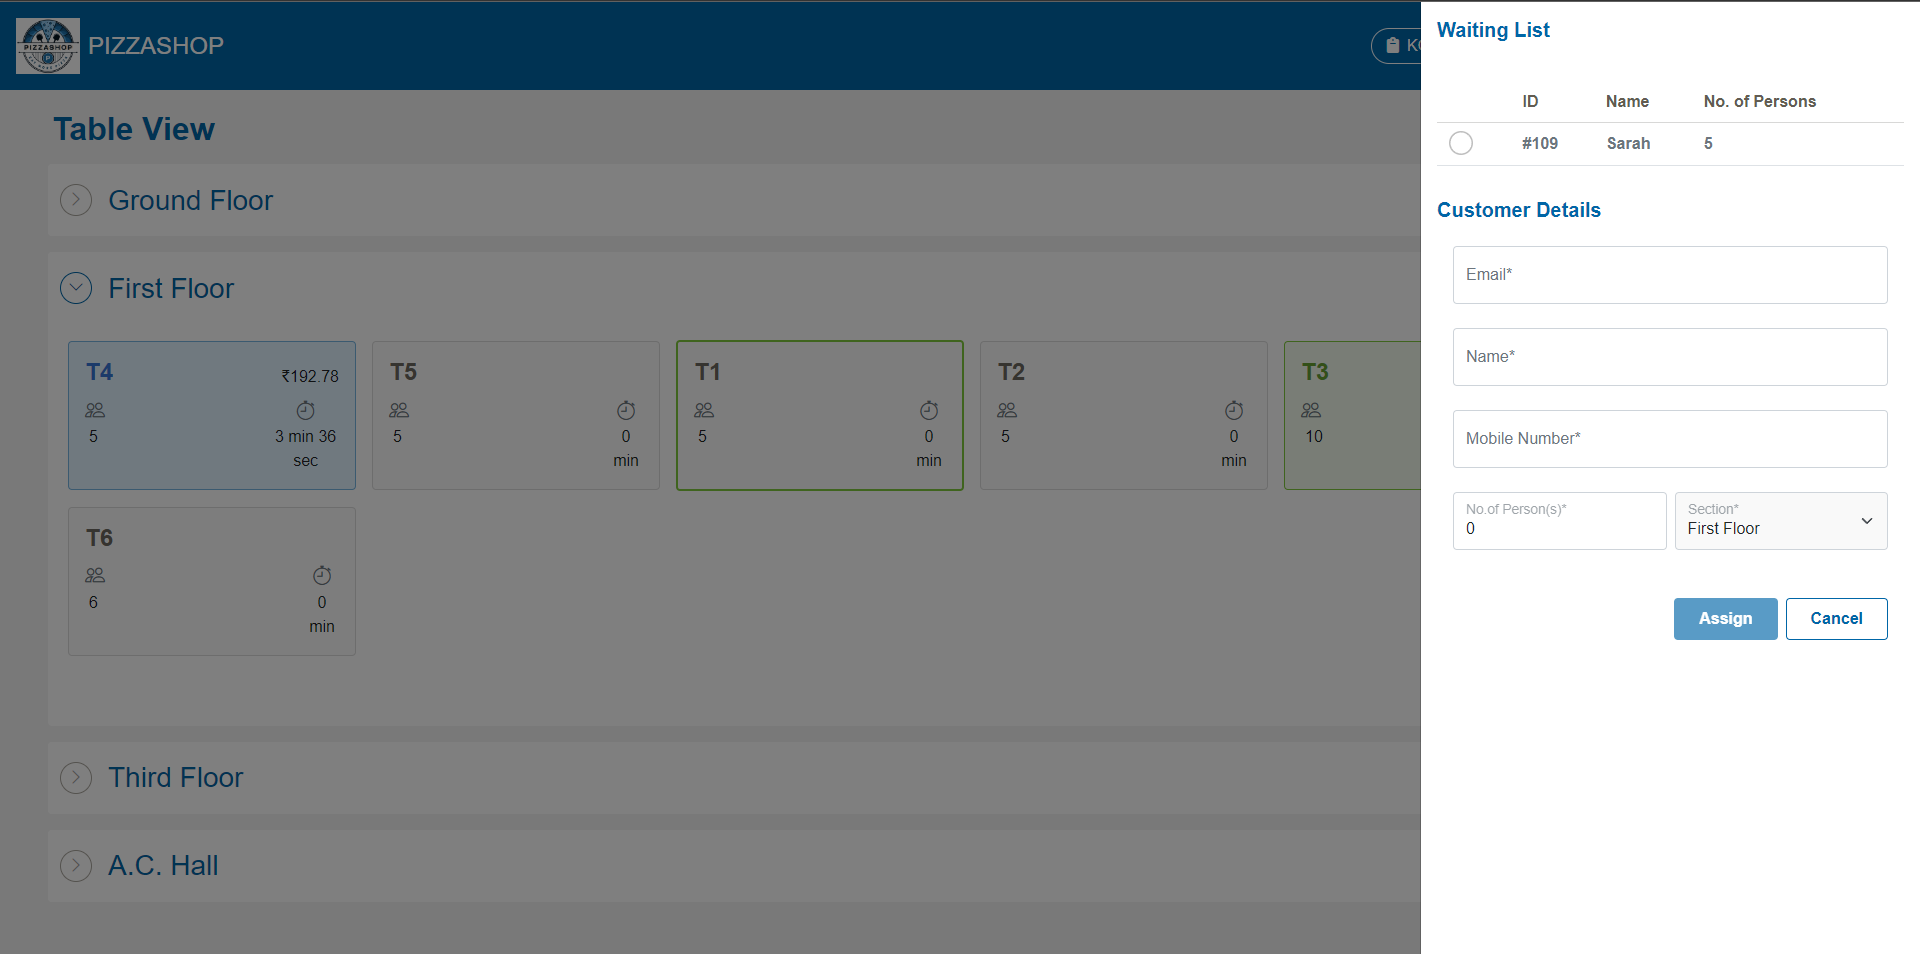 PIZZASHOP
PIZZASHOP
Table View
Ground Floor
First Floor
T4
₹192.78
5
3 min 36
sec
T5
5
0
min
T1
5
0
min
T2
5
0
min
T3
10
T6
6
0
min
Third Floor
A.C. Hall
Waiting List
ID Name No. of Persons
#109 Sarah 5
Customer Details
Email*
Name*
Mobile Number*
No.of Person(s)*
0
Section*
First Floor
Assign
Cancel